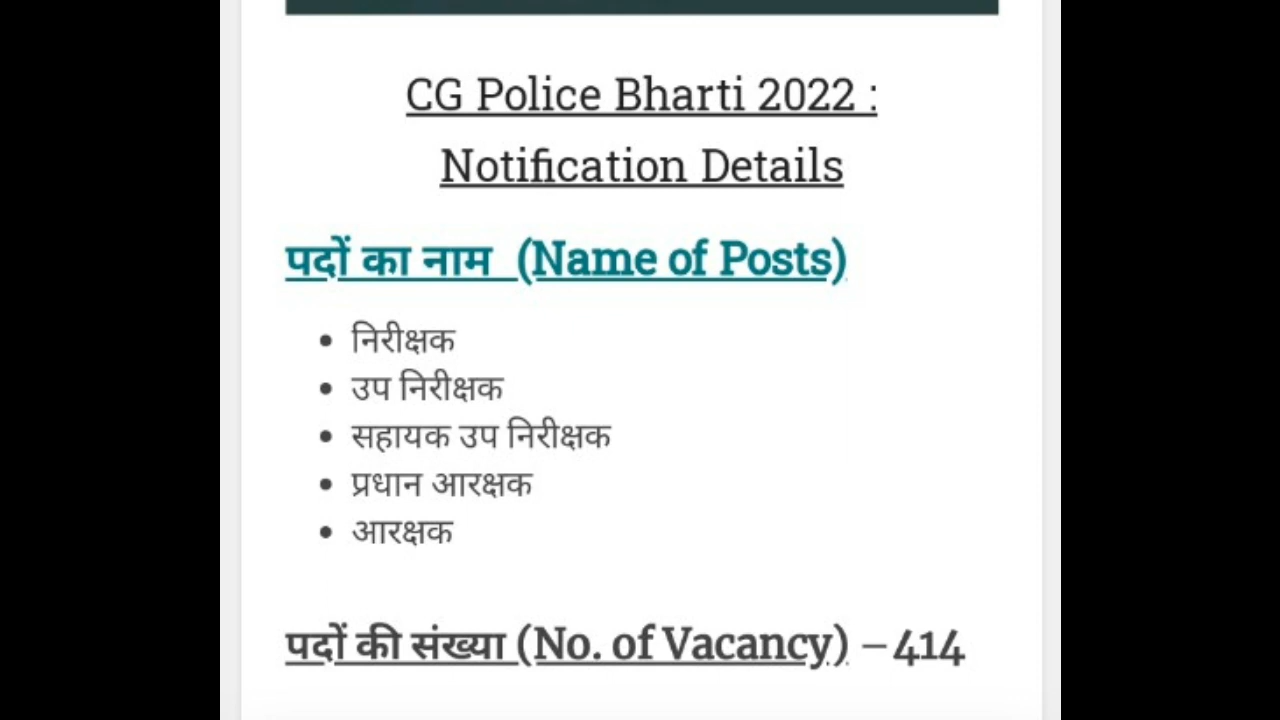 CG Police Bharti 2022 :
Notification Details
पदों का नाम (Name of Posts)
• निरीक्षक
• उप निरीक्षक
• सहायक उप निरीक्षक
• प्रधान आरक्षक
• आरक्षक
पदों की संख्या (No. of Vacancy) – 414